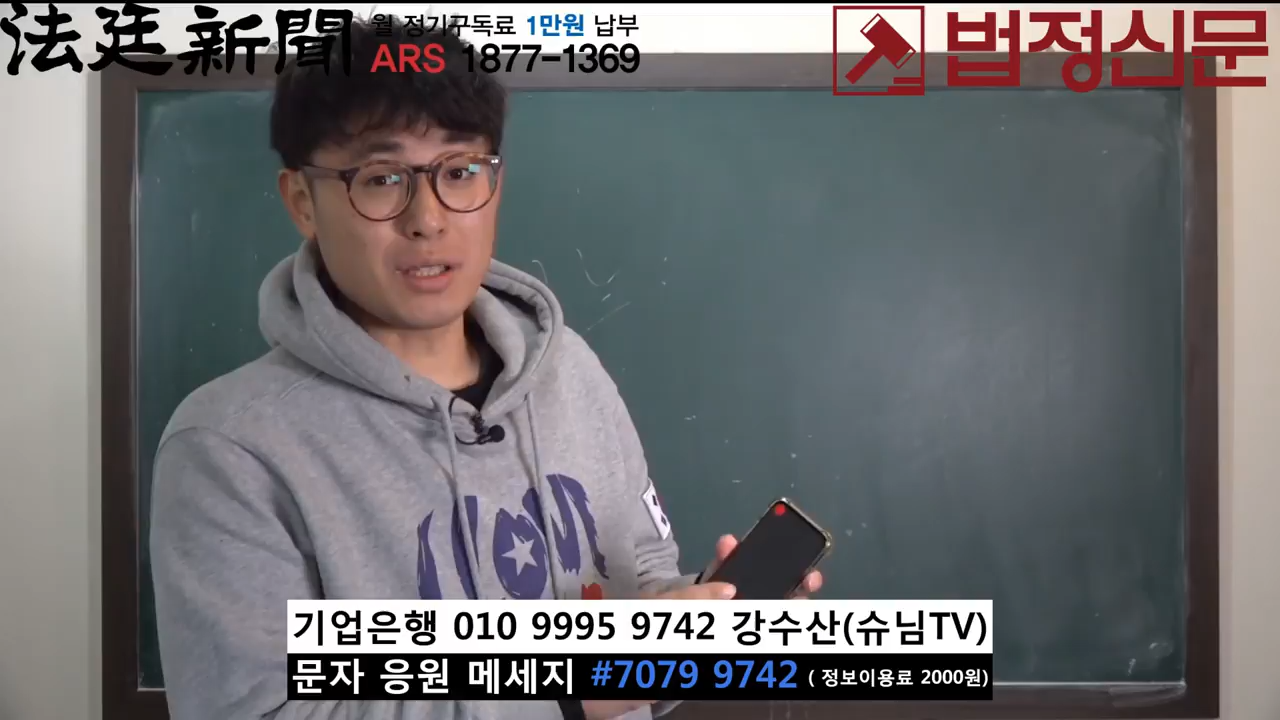 法廷新聞
월 정기구독료 1만원 납부
ARS 1877-1369
법정신문
기업은행 010 9995 9742 강수산(슈님TV)
문자 응원 메세지 #7079 9742 ( 정보이용료 2000원)